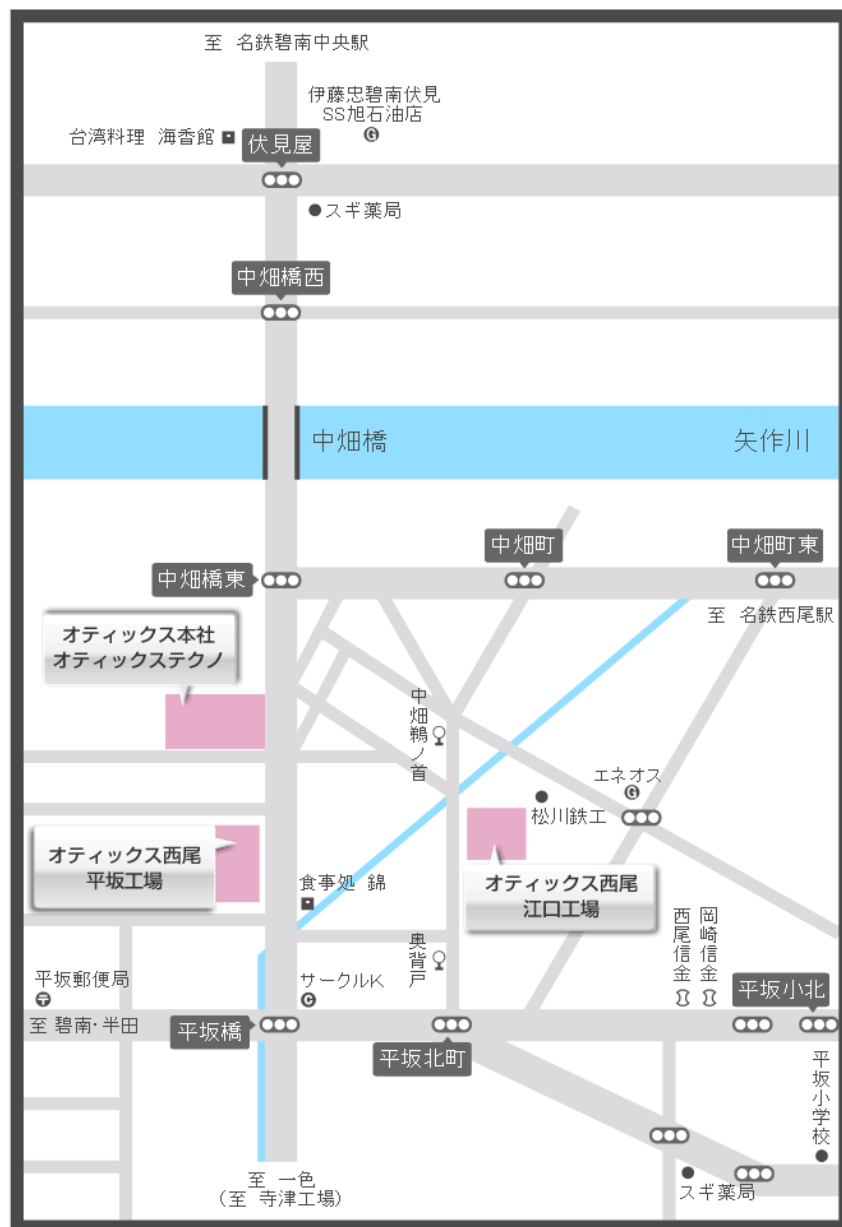 至 名鉄碧南中央駅
伊藤忠碧南伏見
SS旭石油店
台湾料理 海香館
伏見屋
スギ薬局
中畑橋西
中畑橋
矢作川
中畑町
中畑町東
中畑橋東
至 名鉄西尾駅
オティックス本社
オティックステクノ
中畑鵜ノ首
エネオス
松川鉄工
オティックス西尾
平坂工場
食事処 錦
オティックス西尾
江口工場
西尾信金
岡崎信金
奥背戸
平坂郵便局
サークルK
平坂小北
至 碧南・半田
平坂橋
平坂北町
平坂小学校
至 一色
(至 寺津工場)
スギ薬局